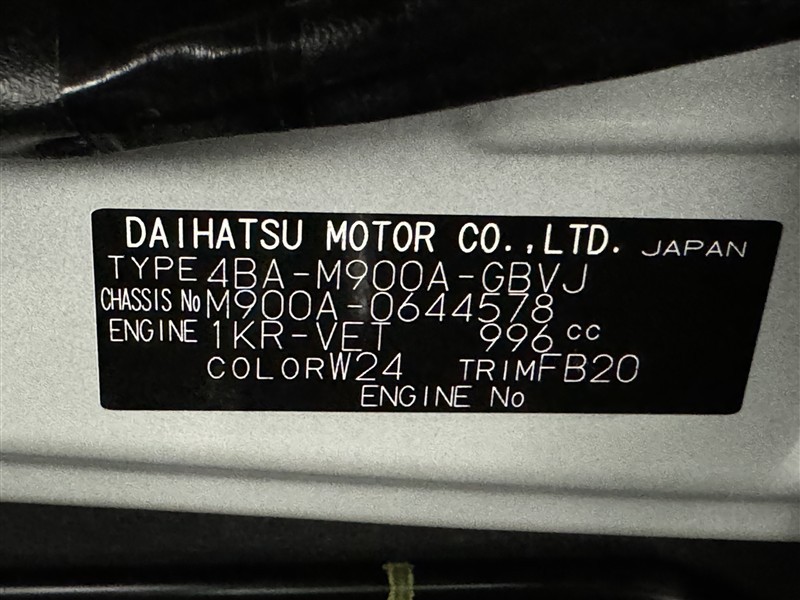 DAIHATSU MOTOR CO.,LTD. JAPAN
TYPE 4BA-M900A-GBVJ
CHASSIS No M900A-0644578
ENGINE 1KR-VET 996 cc
COLOR W24 TRIM FB20
ENGINE No